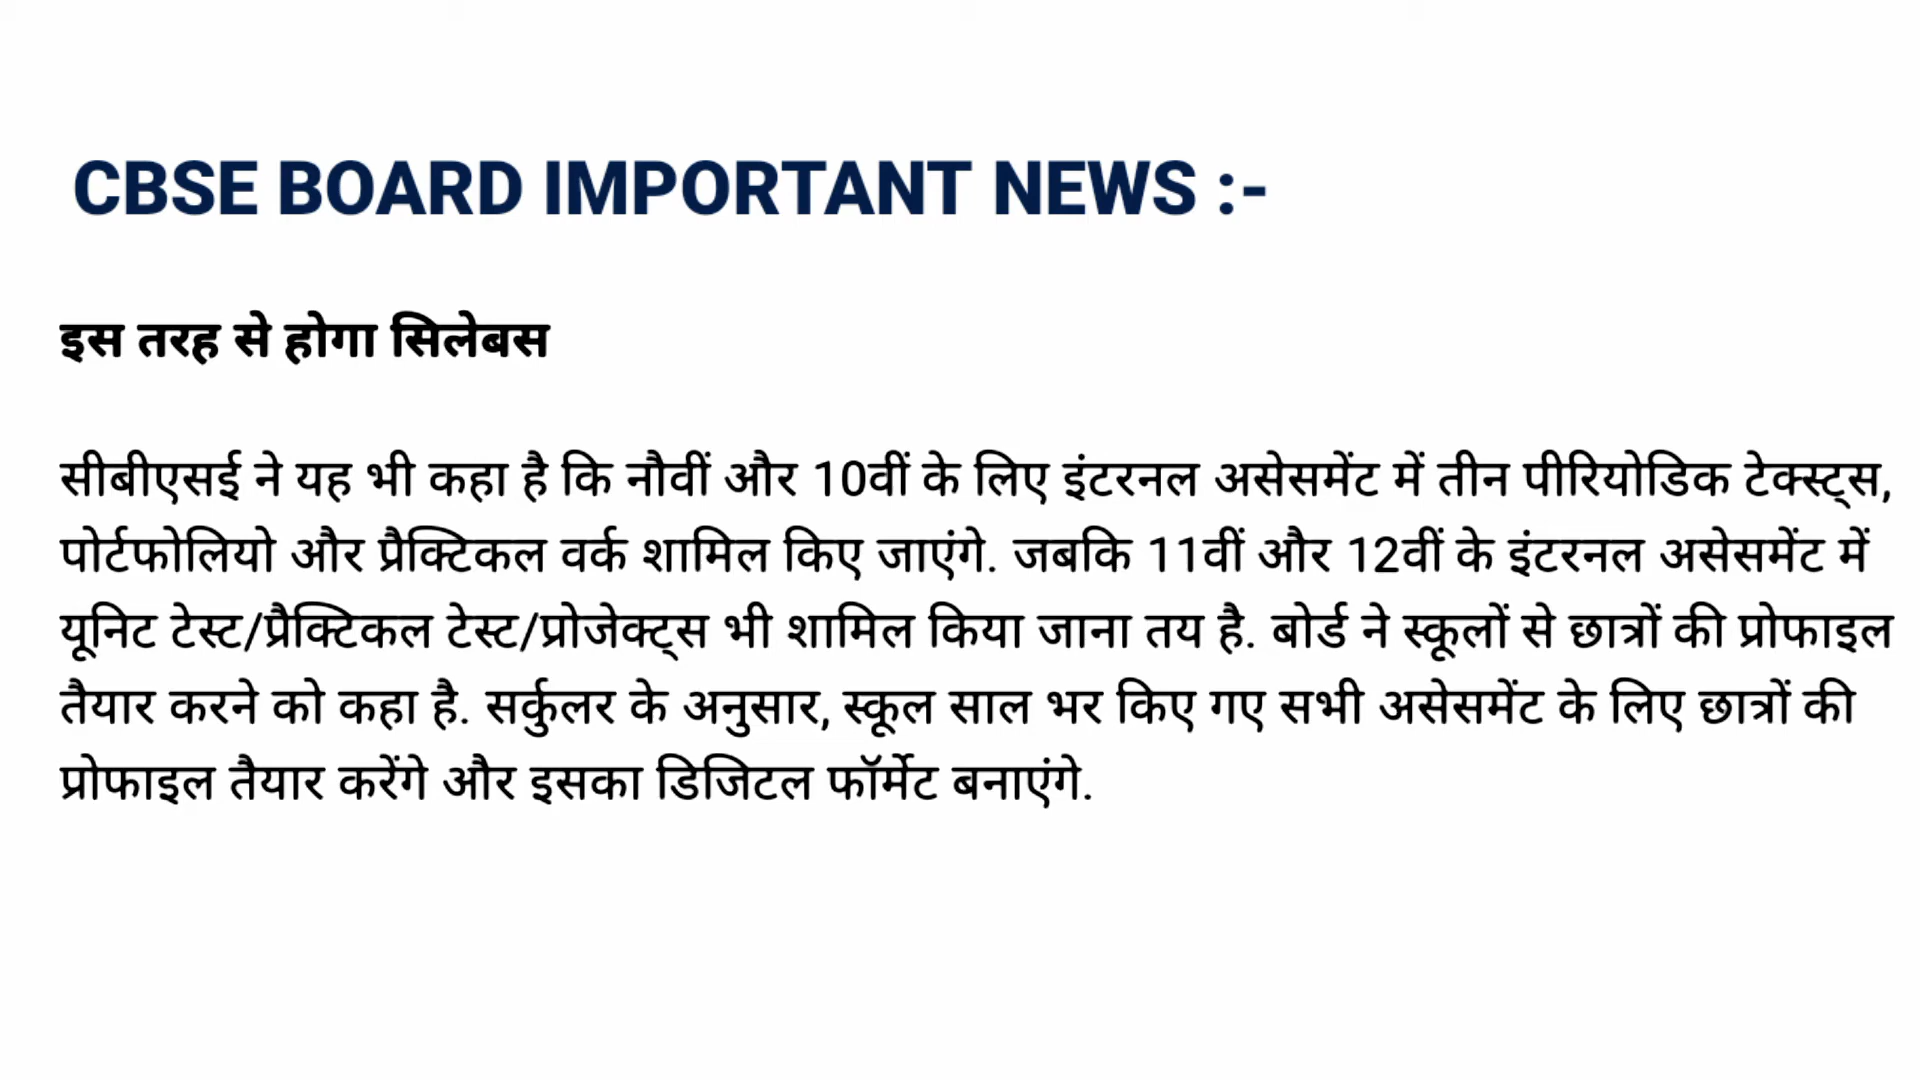 CBSE BOARD IMPORTANT NEWS :-
इस तरह से होगा सिलेबस
सीबीएसई ने यह भी कहा है कि नौवीं और 10वीं के लिए इंटरनल असेसमेंट में तीन पीरियोडिक टेक्स्ट्स,
पोर्टफोलियो और प्रैक्टिकल वर्क शामिल किए जाएंगे. जबकि 11वीं और 12वीं के इंटरनल असेसमेंट में
यूनिट टेस्ट/प्रैक्टिकल टेस्ट/प्रोजेक्ट्स भी शामिल किया जाना तय है. बोर्ड ने स्कूलों से छात्रों की प्रोफाइल
तैयार करने को कहा है. सर्कुलर के अनुसार, स्कूल साल भर किए गए सभी असेसमेंट के लिए छात्रों की
प्रोफाइल तैयार करेंगे और इसका डिजिटल फॉर्मेट बनाएंगे.